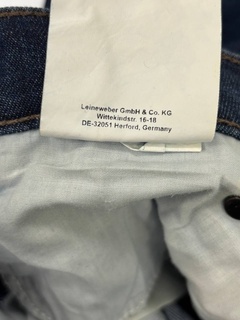 Leineweber GmbH & Co. KG
Wittekindstr. 16-18
DE-32051 Herford, Germany